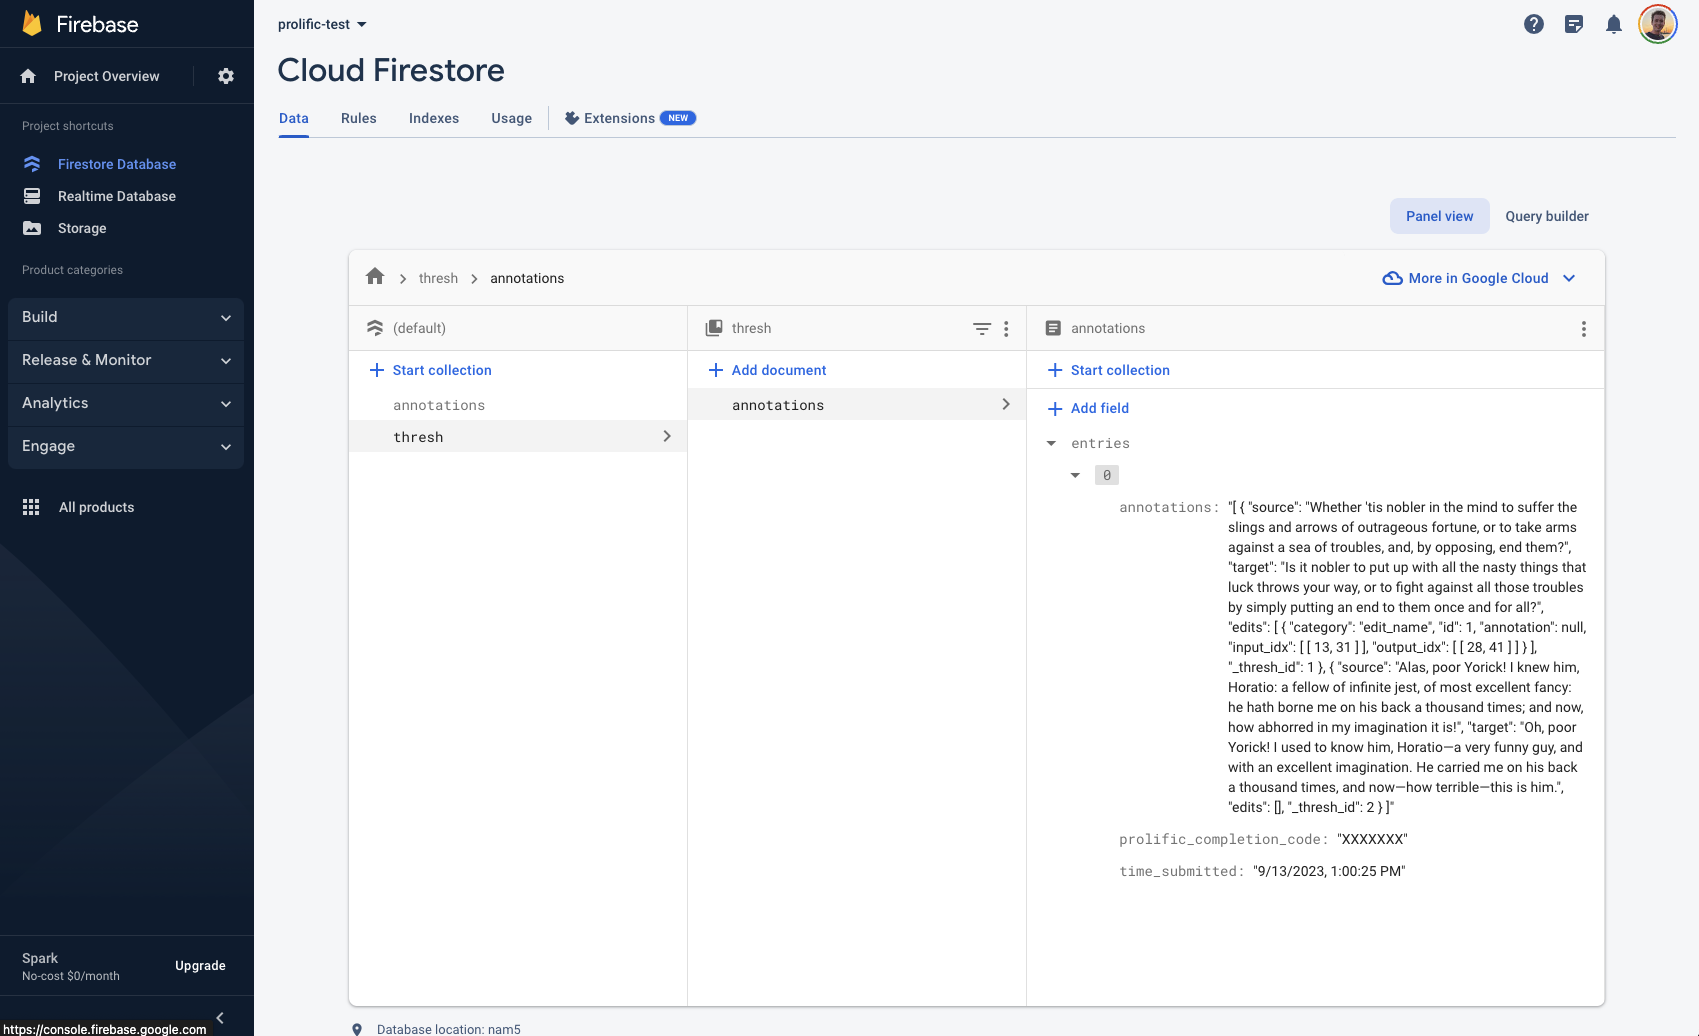 Firebase
Project Overview
Project shortcuts
Firestore Database
Realtime Database
Storage
Product categories
Build
Release & Monitor
Analytics
Engage
All products
Spark
No-cost $0/month
Upgrade
https://console.firebase.google.com
prolific-test
Cloud Firestore
Data
Rules
Indexes
Usage
Extensions
NEW
Panel view
Query builder
thresh
annotations
More in Google Cloud
(default)
Start collection
annotations
thresh
thresh
Add document
annotations
annotations
Start collection
Add field
entries
0
annotations: "[ { "source": "Whether 'tis nobler in the mind to suffer the
slings and arrows of outrageous fortune, or to take arms
against a sea of troubles, and, by opposing, end them?",
"target": "Is it nobler to put up with all the nasty things that
luck throws your way, or to fight against all those troubles
by simply putting an end to them once and for all?",
"edits": [ { "category": "edit_name", "id": 1, "annotation": null,
"input_idx": [ [ 13, 31 ] ], "output_idx": [ [ 28, 41 ] ] } ],
"_thresh_id": 1 }, { "source": "Alas, poor Yorick! I knew him,
Horatio: a fellow of infinite jest, of most excellent fancy:
he hath borne me on his back a thousand times; and now,
how abhorred in my imagination it is!", "target": "Oh, poor
Yorick! I used to know him, Horatio—a very funny guy, and
with an excellent imagination. He carried me on his back
a thousand times, and now—how terrible—this is him.",
"edits": [], "_thresh_id": 2 } ]"
prolific_completion_code: "XXXXXXX"
time_submitted: "9/13/2023, 1:00:25 PM"
Database location: nam5